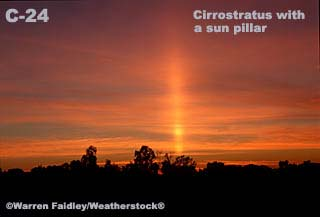 C-24
Cirrostratus with
a sun pillar
©Warren Faidley/Weatherstock®